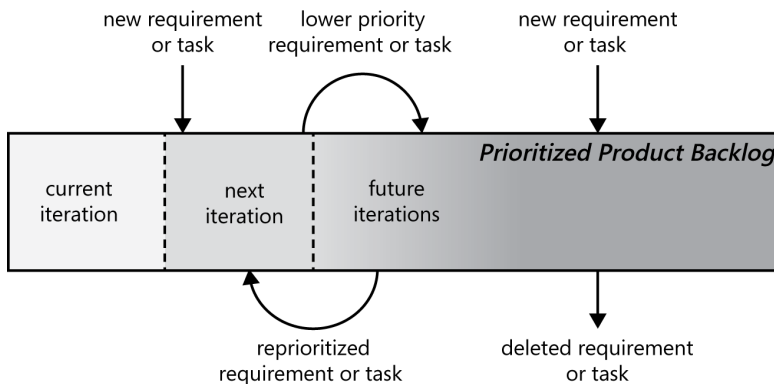 new requirement
or task
lower priority
requirement or task
new requirement
or task
Prioritized Product Backlog
current
iteration
next
iteration
future
iterations
reprioritized
requirement or task
deleted requirement
or task